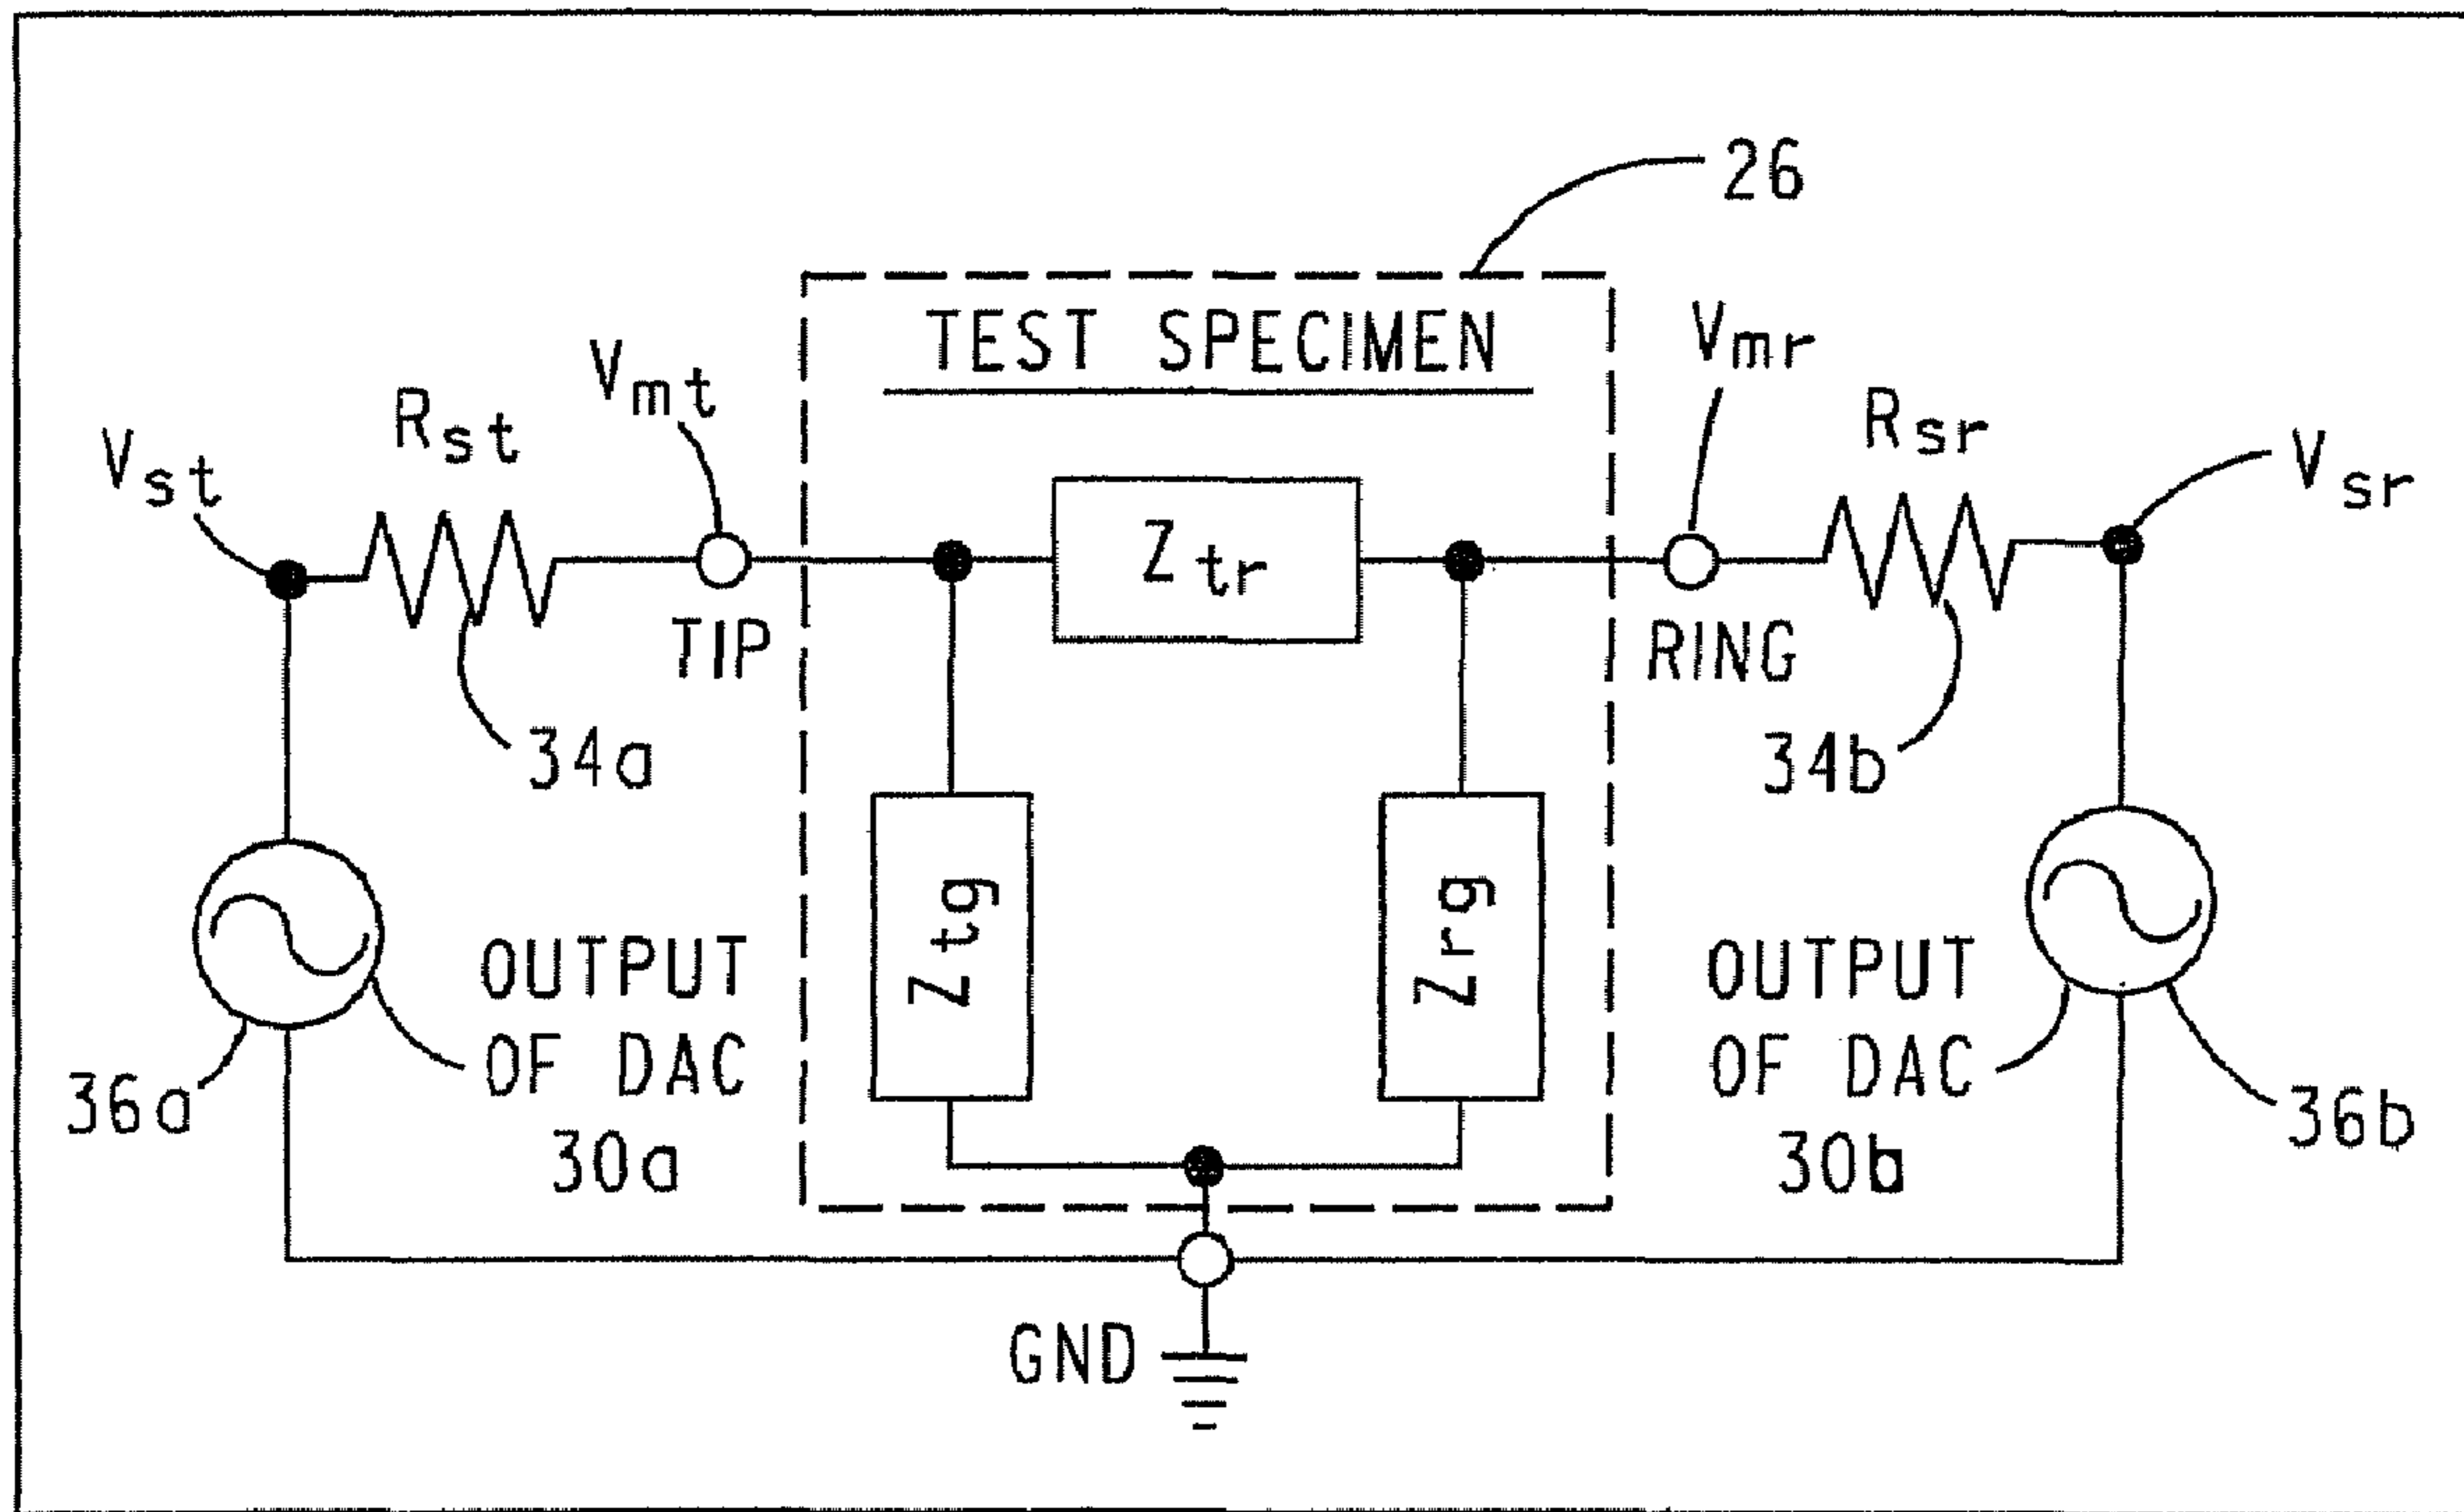 26
TEST SPECIMEN
Vst
Rst
Vmt
Vmr
Rsr
Vsr
Ztr
TIP
RING
34a
34b
Ztg
Zrg
OUTPUT
OF DAC
30a
36a
OUTPUT
OF DAC
30b
36b
GND